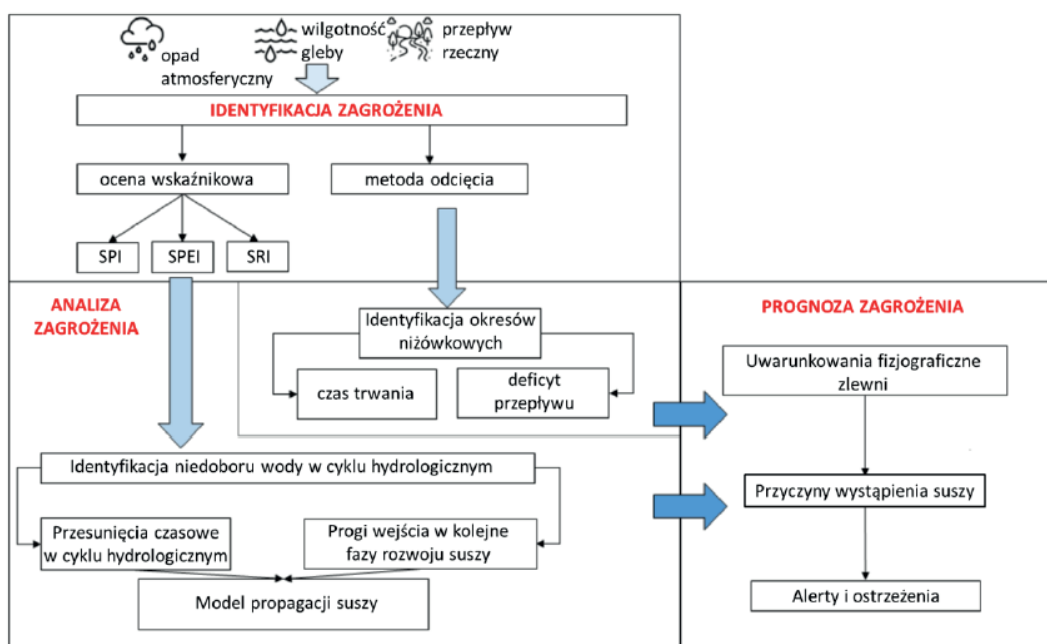 opad
atmosferyczny
wilgotność
gleby
przepływ
rzeczny
IDENTYFIKACJA ZAGROŻENIA
ocena wskaźnikowa
metoda odcięcia
SPI
SPEI
SRI
ANALIZA
ZAGROŻENIA
Identyfikacja okresów
niżówkowych
czas trwania
deficyt
przepływu
Identyfikacja niedoboru wody w cyklu hydrologicznym
Przesunięcia czasowe
w cyklu hydrologicznym
Progi wejścia w kolejne
fazy rozwoju suszy
Model propagacji suszy
PROGNOZA ZAGROŻENIA
Uwarunkowania fizjograficzne
zlewni
Przyczyny wystąpienia suszy
Alerty i ostrzeżenia